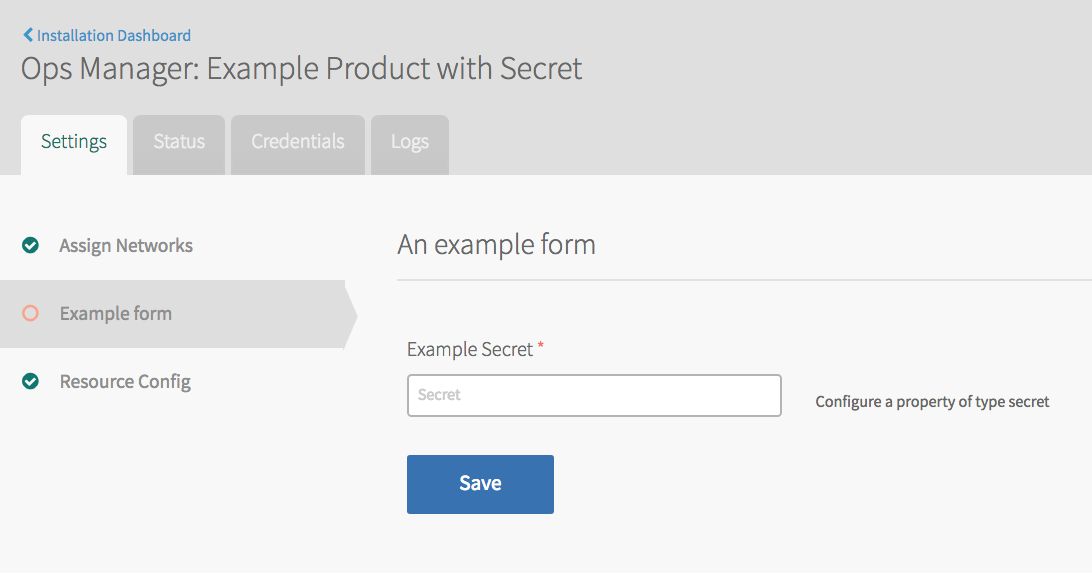 Installation Dashboard
Ops Manager: Example Product with Secret
Settings Status Credentials Logs
Assign Networks
Example form
Resource Config
An example form
Example Secret *
Secret
Configure a property of type secret
Save